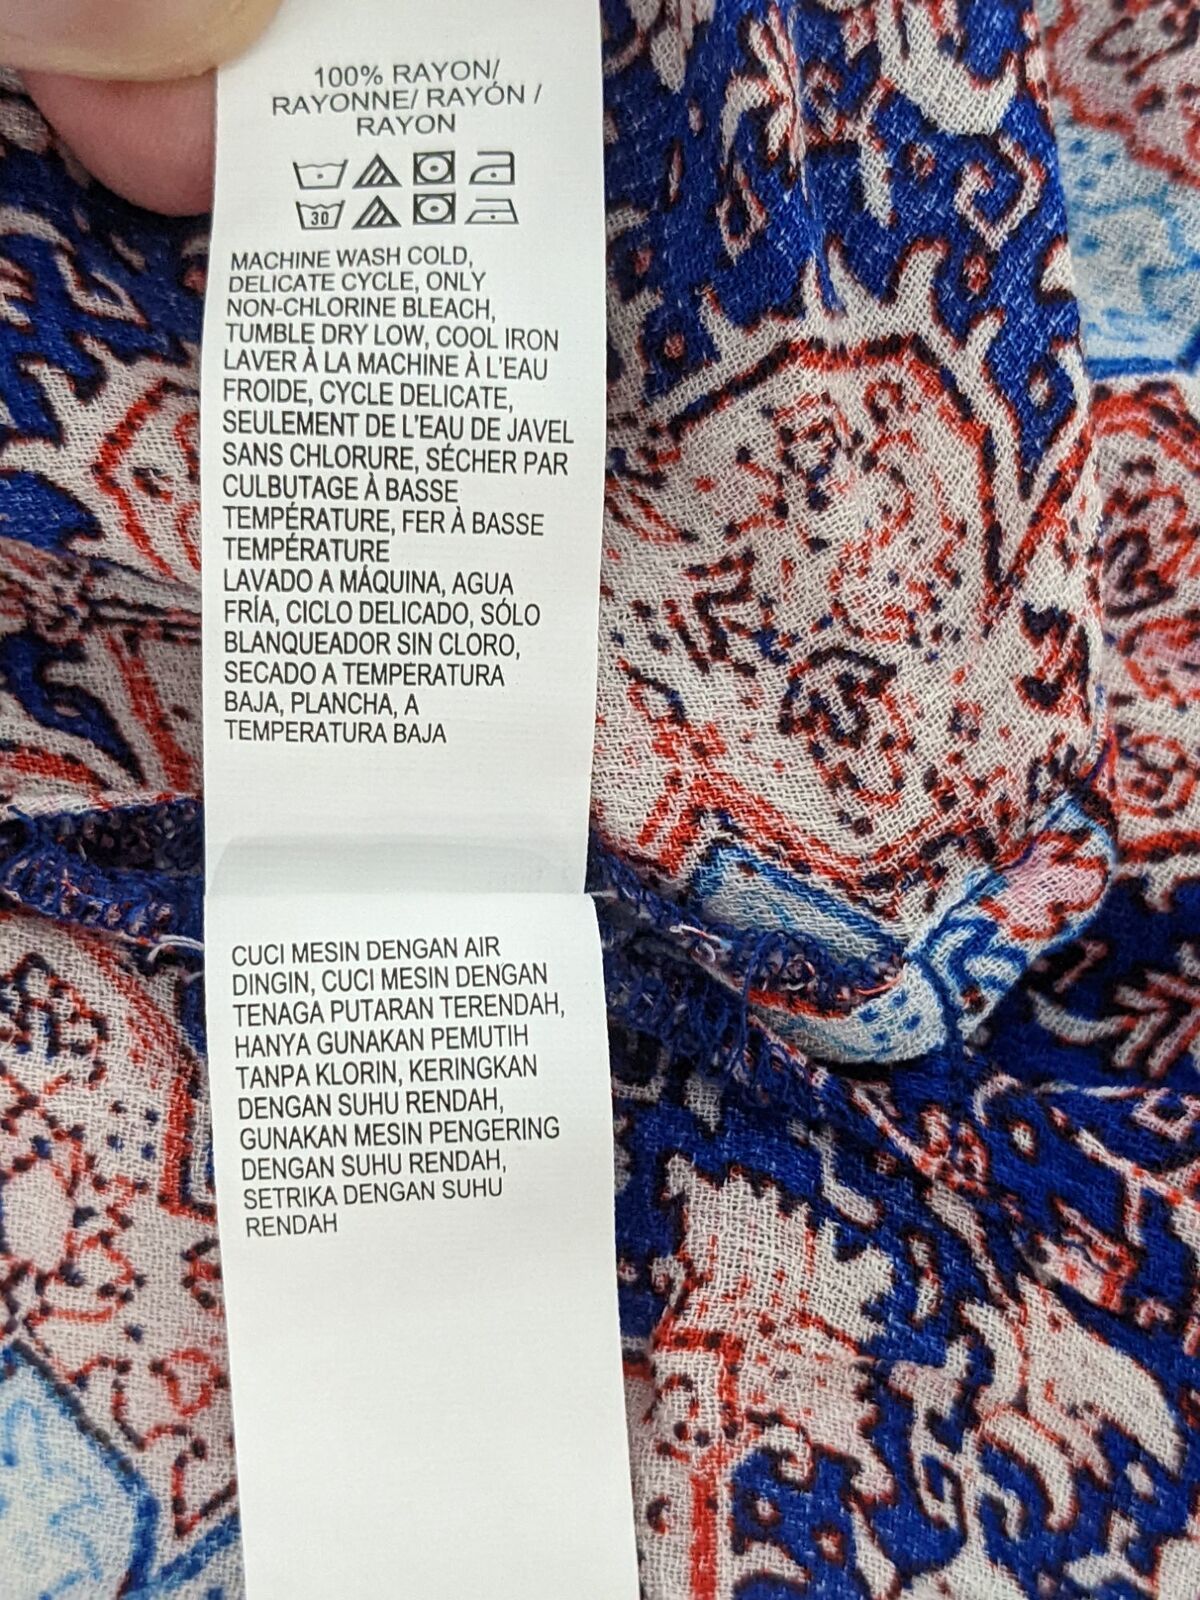 100% RAYON/
RAYONNE/ RAYÓN /
RAYON
30
MACHINE WASH COLD,
DELICATE CYCLE, ONLY
NON-CHLORINE BLEACH,
TUMBLE DRY LOW, COOL IRON
LAVER À LA MACHINE À L'EAU
FROIDE, CYCLE DELICATE,
SEULEMENT DE L'EAU DE JAVEL
SANS CHLORURE, SÉCHER PAR
CULBUTAGE À BASSE
TEMPÉRATURE, FER À BASSE
TEMPÉRATURE
LAVADO A MÁQUINA, AGUA
FRÍA, CICLO DELICADO, SÓLO
BLANQUEADOR SIN CLORO,
SECADO A TEMPERATURA
BAJA, PLANCHA, A
TEMPERATURA BAJA
CUCI MESIN DENGAN AIR
DINGIN, CUCI MESIN DENGAN
TENAGA PUTARAN TERENDAH,
HANYA GUNAKAN PEMUTIH
TANPA KLORIN, KERINGKAN
DENGAN SUHU RENDAH,
GUNAKAN MESIN PENGERING
DENGAN SUHU RENDAH,
SETRIKA DENGAN SUHU
RENDAH